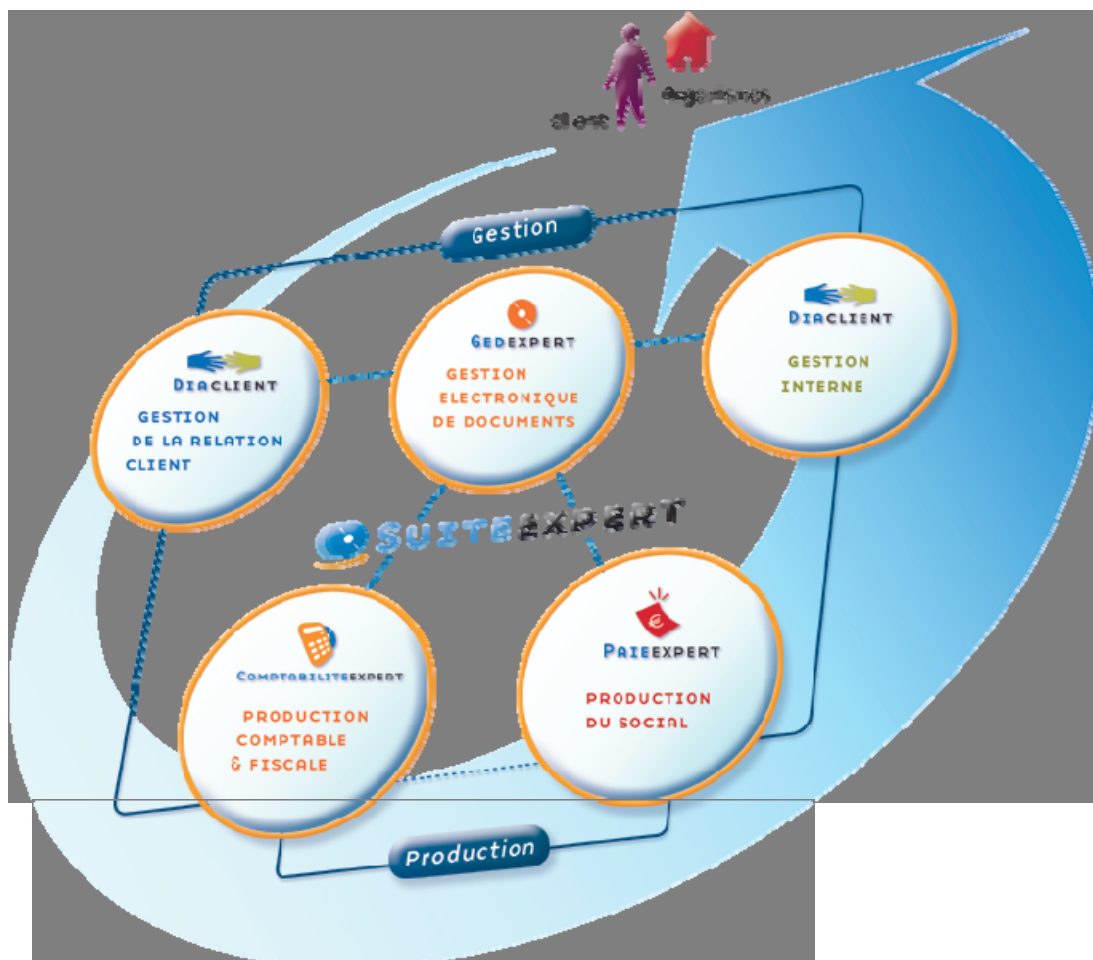 Gestion
DIACLIENT
GESTION
DE LA RELATION
CLIENT
GEDEXPERT
GESTION
ELECTRONIQUE
DE DOCUMENTS
DIACLIENT
GESTION
INTERNE
SUITEEXPERT
COMPTABILITEEXPERT
PRODUCTION
COMPTABLE
& FISCALE
PAIEEXPERT
PRODUCTION
DU SOCIAL
Production